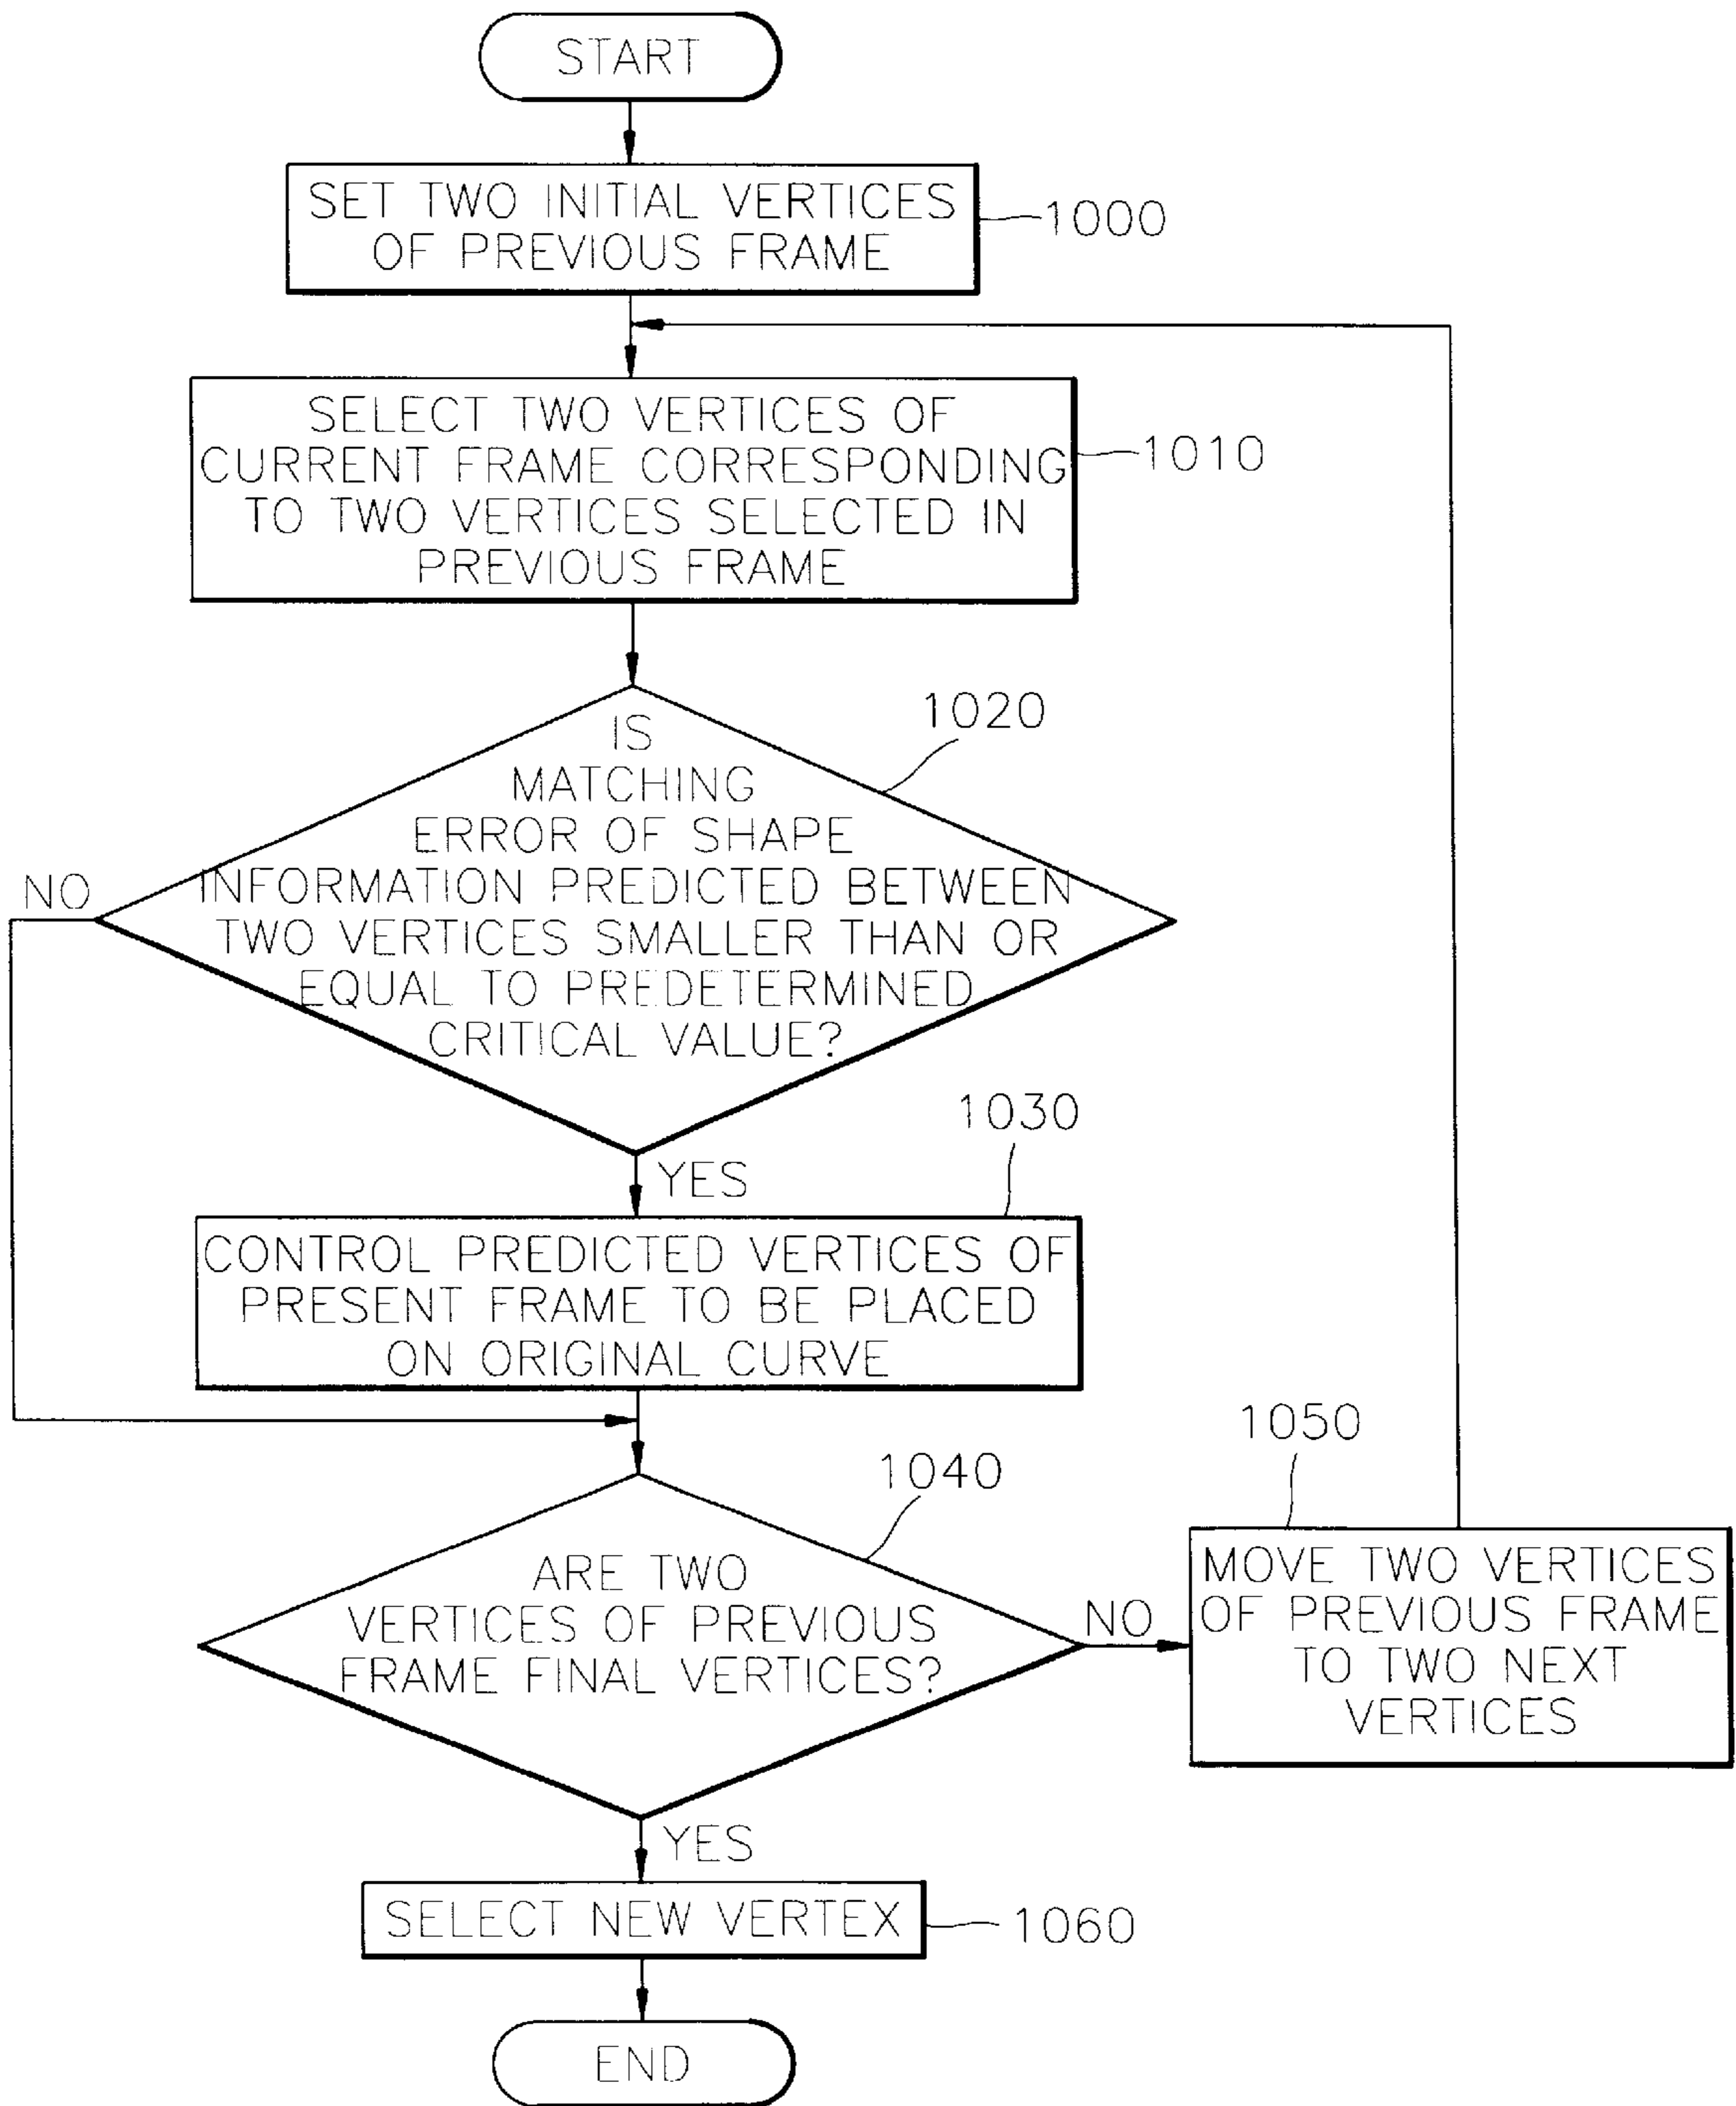 START
SET TWO INITIAL VERTICES
OF PREVIOUS FRAME
1000
SELECT TWO VERTICES OF
CURRENT FRAME CORRESPONDING
TO TWO VERTICES SELECTED IN
PREVIOUS FRAME
1010
1020
IS
MATCHING
ERROR OF SHAPE
INFORMATION PREDICTED BETWEEN
TWO VERTICES SMALLER THAN OR
EQUAL TO PREDETERMINED
CRITICAL VALUE?
NO
YES
1030
CONTROL PREDICTED VERTICES OF
PRESENT FRAME TO BE PLACED
ON ORIGINAL CURVE
1040
ARE TWO
VERTICES OF PREVIOUS
FRAME FINAL VERTICES?
NO
1050
MOVE TWO VERTICES
OF PREVIOUS FRAME
TO TWO NEXT
VERTICES
YES
SELECT NEW VERTEX
1060
END